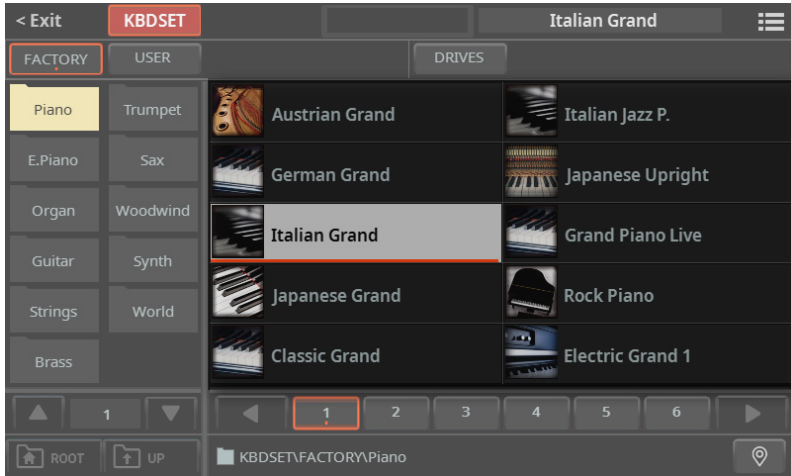 < Exit KBDSET Italian Grand
FACTORY USER DRIVES
Piano Trumpet
E.Piano Sax
Organ Woodwind
Guitar Synth
Strings World
Brass
Austrian Grand Italian Jazz P.
German Grand Japanese Upright
Italian Grand Grand Piano Live
Japanese Grand Rock Piano
Classic Grand Electric Grand 1
1 1 2 3 4 5 6
ROOT UP KBDSET\FACTORY\Piano